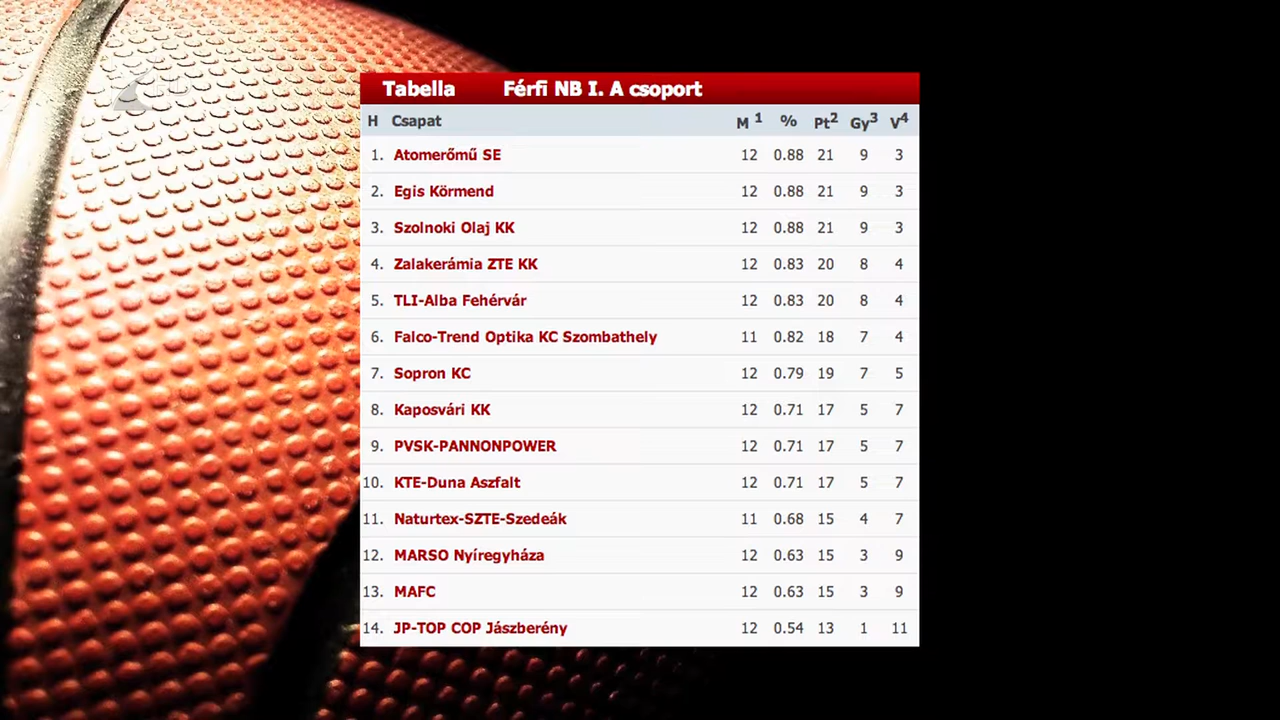 Tabella Férfi NB I. A csoport
H Csapat M 1 % Pt2 Gy3 V4
1. Atomerőmű SE 12 0.88 21 9 3
2. Egis Körmend 12 0.88 21 9 3
3. Szolnoki Olaj KK 12 0.88 21 9 3
4. Zalakerámia ZTE KK 12 0.83 20 8 4
5. TLI-Alba Fehérvár 12 0.83 20 8 4
6. Falco-Trend Optika KC Szombathely 11 0.82 18 7 4
7. Sopron KC 12 0.79 19 7 5
8. Kaposvári KK 12 0.71 17 5 7
9. PVSK-PANNONPOWER 12 0.71 17 5 7
10. KTE-Duna Aszfalt 12 0.71 17 5 7
11. Naturtex-SZTE-Szedeák 11 0.68 15 4 7
12. MARSO Nyíregyháza 12 0.63 15 3 9
13. MAFC 12 0.63 15 3 9
14. JP-TOP COP Jászberény 12 0.54 13 1 11